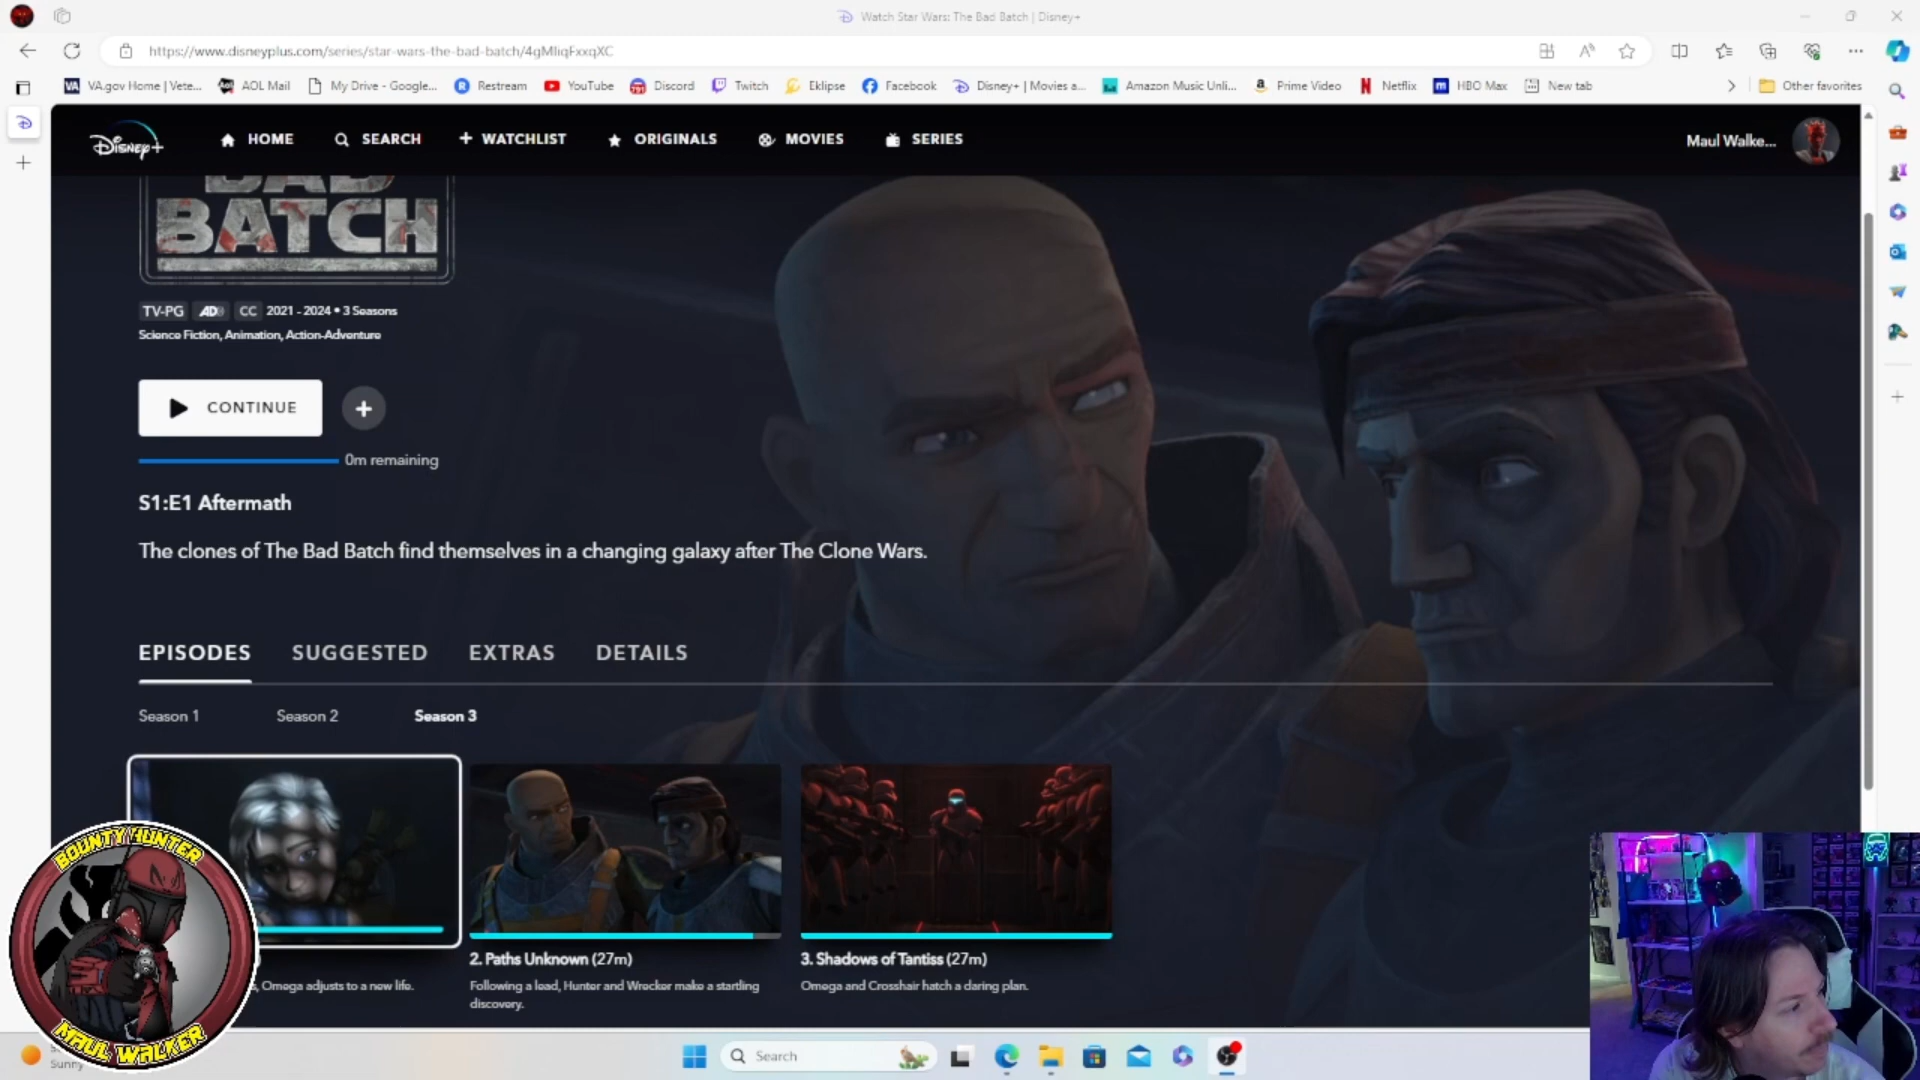 Watch Star Wars: The Bad Batch | Disney+
https://www.disneyplus.com/series/star-wars-the-bad-batch/4gMliqFxxqXC
VA.gov Home | Vete...
AOL Mail
My Drive - Google...
Restream
YouTube
Discord
Twitch
Eklipse
Facebook
Disney+ | Movies a...
Amazon Music Unli...
Prime Video
Netflix
HBO Max
New tab
Other favorites
Disney+
HOME
SEARCH
WATCHLIST
ORIGINALS
MOVIES
SERIES
Maul Walke...
BAD
BATCH
TV-PG AD CC 2021 - 2024 • 3 Seasons
Science Fiction, Animation, Action-Adventure
CONTINUE
0m remaining
S1:E1 Aftermath
The clones of The Bad Batch find themselves in a changing galaxy after The Clone Wars.
EPISODES
SUGGESTED
EXTRAS
DETAILS
Season 1
Season 2
Season 3
2. Paths Unknown (27m)
3. Shadows of Tantiss (27m)
, Omega adjusts to a new life.
Following a lead, Hunter and Wrecker make a startling
discovery.
Omega and Crosshair hatch a daring plan.
BOUNTY HUNTER
MAUL WALKER
Sunny
Search